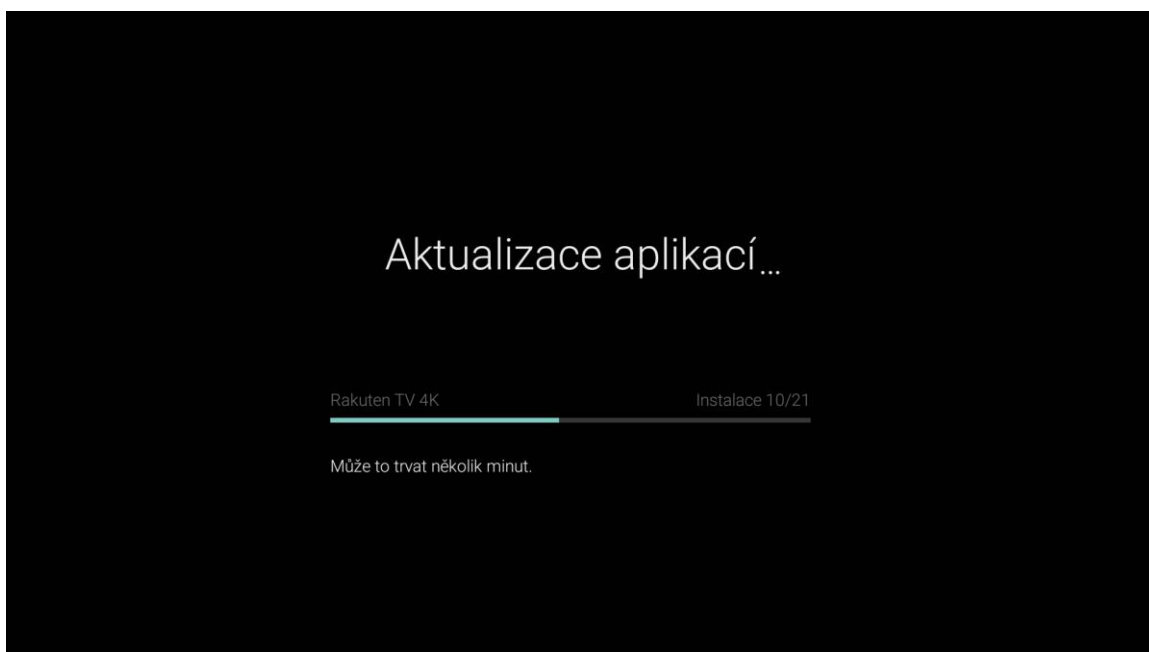 Aktualizace aplikací...
Rakuten TV 4K Instalace 10/21
Může to trvat několik minut.